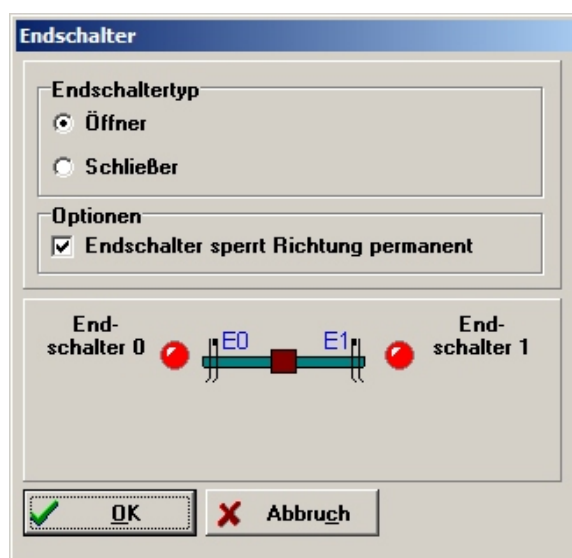 Endschalter
Endschaltertyp
Öffner
Schließer
Optionen
Endschalter sperrt Richtung permanent
End-
schalter 0
E0
E1
End-
schalter 1
OK
Abbruch